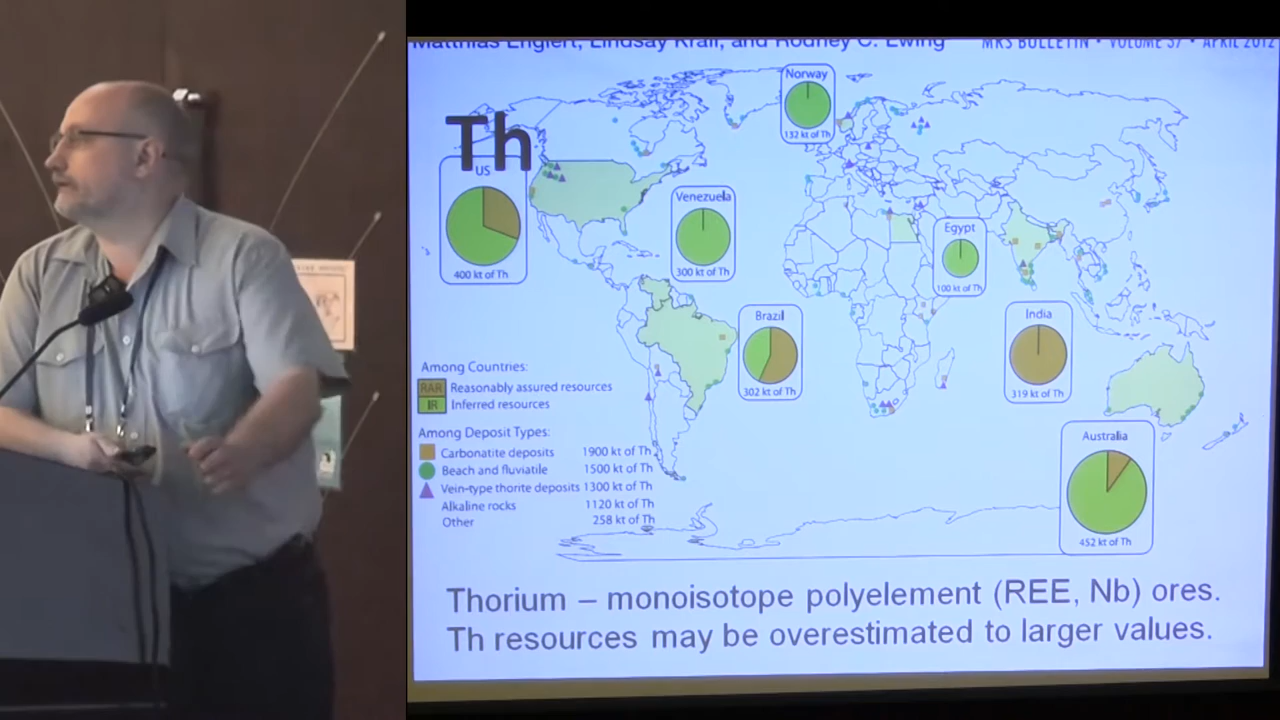 Matthias Englert, Lindsay Krall, and Rodney C. Ewing
MRS BULLETIN • VOLUME 37 • APRIL 2012
Th
Norway
132 kt of Th
US
400 kt of Th
Venezuela
300 kt of Th
Egypt
100 kt of Th
Brazil
302 kt of Th
India
319 kt of Th
Australia
452 kt of Th
Among Countries:
RAR Reasonably assured resources
IR Inferred resources
Among Deposit Types:
Carbonatite deposits 1900 kt of Th
Beach and fluviatile 1500 kt of Th
Vein-type thorite deposits 1300 kt of Th
Alkaline rocks 1120 kt of Th
Other 258 kt of Th
Thorium – monoisotope polyelement (REE, Nb) ores.
Th resources may be overestimated to larger values.